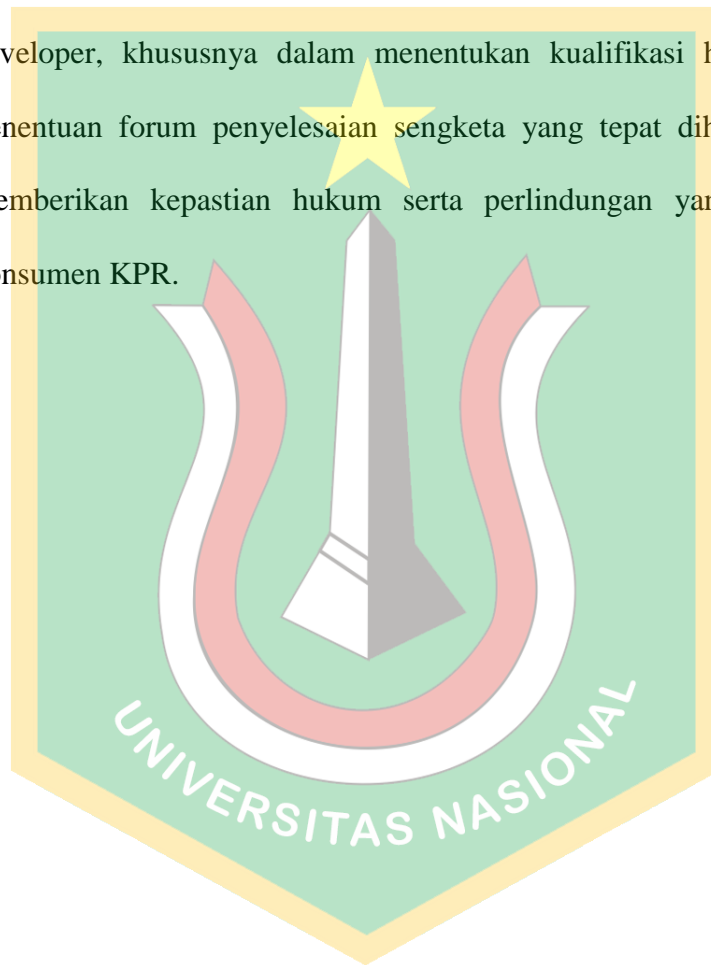 veloper, khususnya dalam menentukan kualifikasi h
nentuan forum penyelesaian sengketa yang tepat dih
emberikan kepastian hukum serta perlindungan yan
onsumen KPR.
UNIVERSITAS NASIONAL